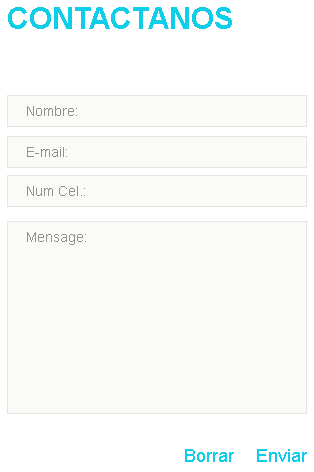 CONTACTANOS
Nombre:
E-mail:
Num Cel.:
Mensage:
Borrar Enviar